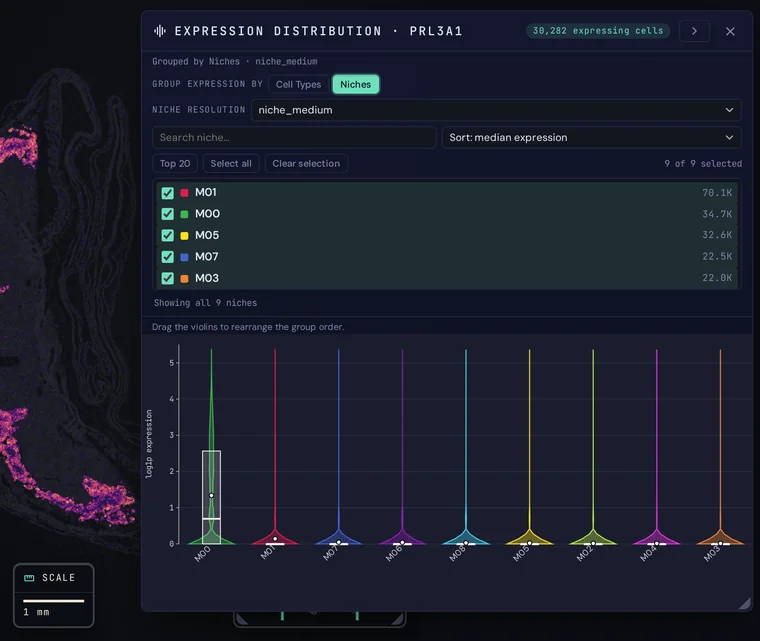 EXPRESSION DISTRIBUTION · PRL3A1
30,282 expressing cells
Grouped by Niches · niche_medium
GROUP EXPRESSION BY
Cell Types
Niches
NICHE RESOLUTION
niche_medium
Search niche...
Sort: median expression
Top 20
Select all
Clear selection
9 of 9 selected
M01 70.1K
M00 34.7K
M05 32.6K
M07 22.5K
M03 22.0K
Showing all 9 niches
Drag the violins to rearrange the group order.
log1p expression
5
4
3
2
1
0
M00
M01
M07
M06
M08
M05
M02
M04
M03
SCALE
1 mm